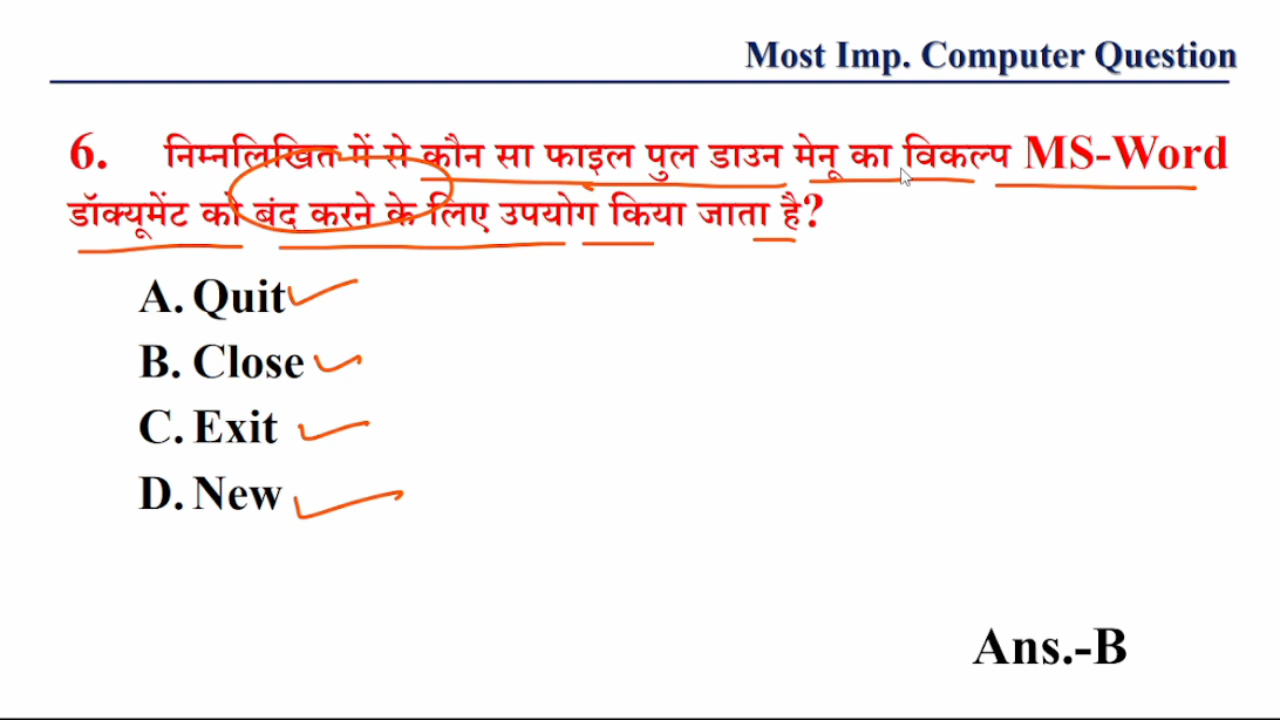 Most Imp. Computer Question
6. निम्नलिखित में से कौन सा फाइल पुल डाउन मेनू का विकल्प MS-Word
डॉक्यूमेंट को बंद करने के लिए उपयोग किया जाता है?
A. Quit
B. Close
C. Exit
D. New
Ans.-B